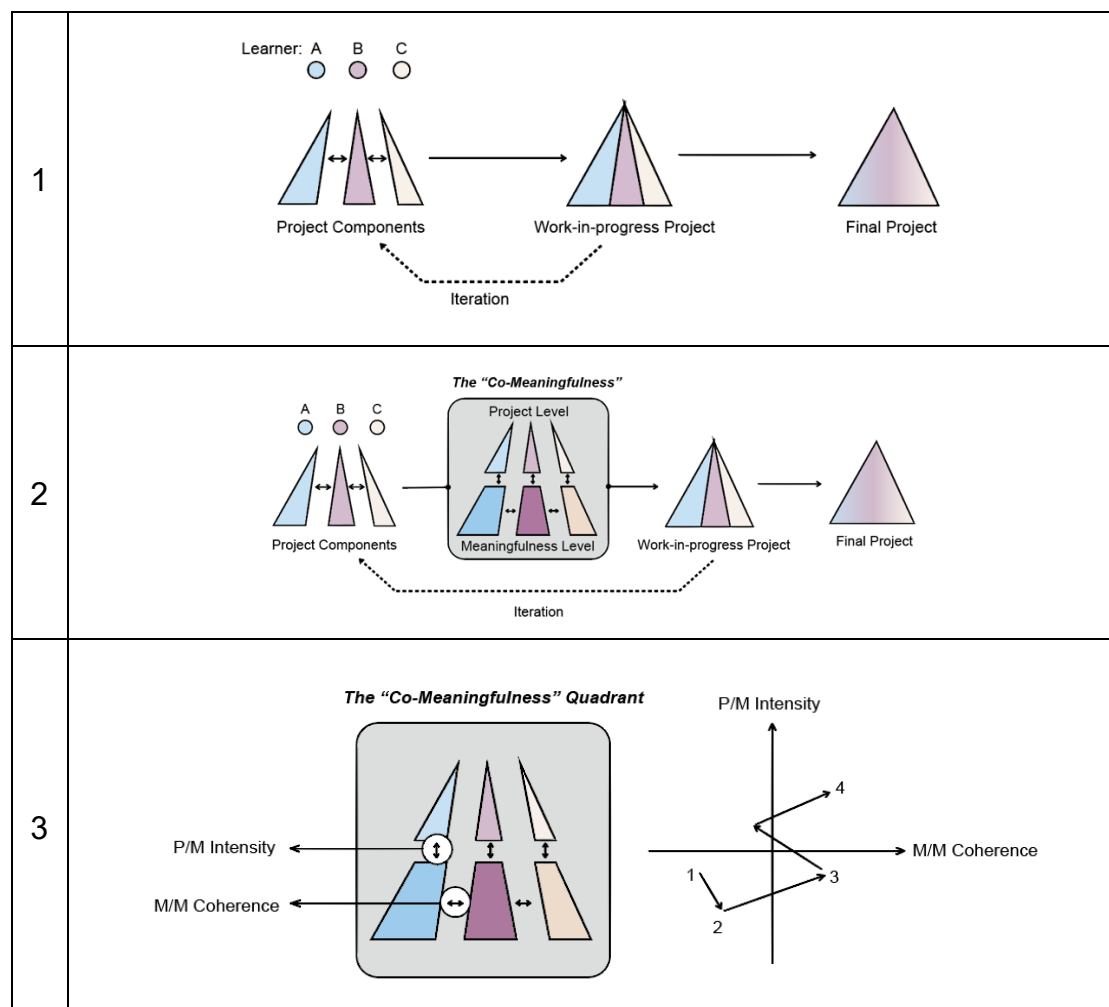 1
Learner: A B C
Project Components
Work-in-progress Project
Final Project
Iteration
2
The “Co-Meaningfulness”
A B C
Project Level
Meaningfulness Level
Project Components
Work-in-progress Project
Final Project
Iteration
3
The “Co-Meaningfulness” Quadrant
P/M Intensity
M/M Coherence
P/M Intensity
M/M Coherence
1
2
3
4